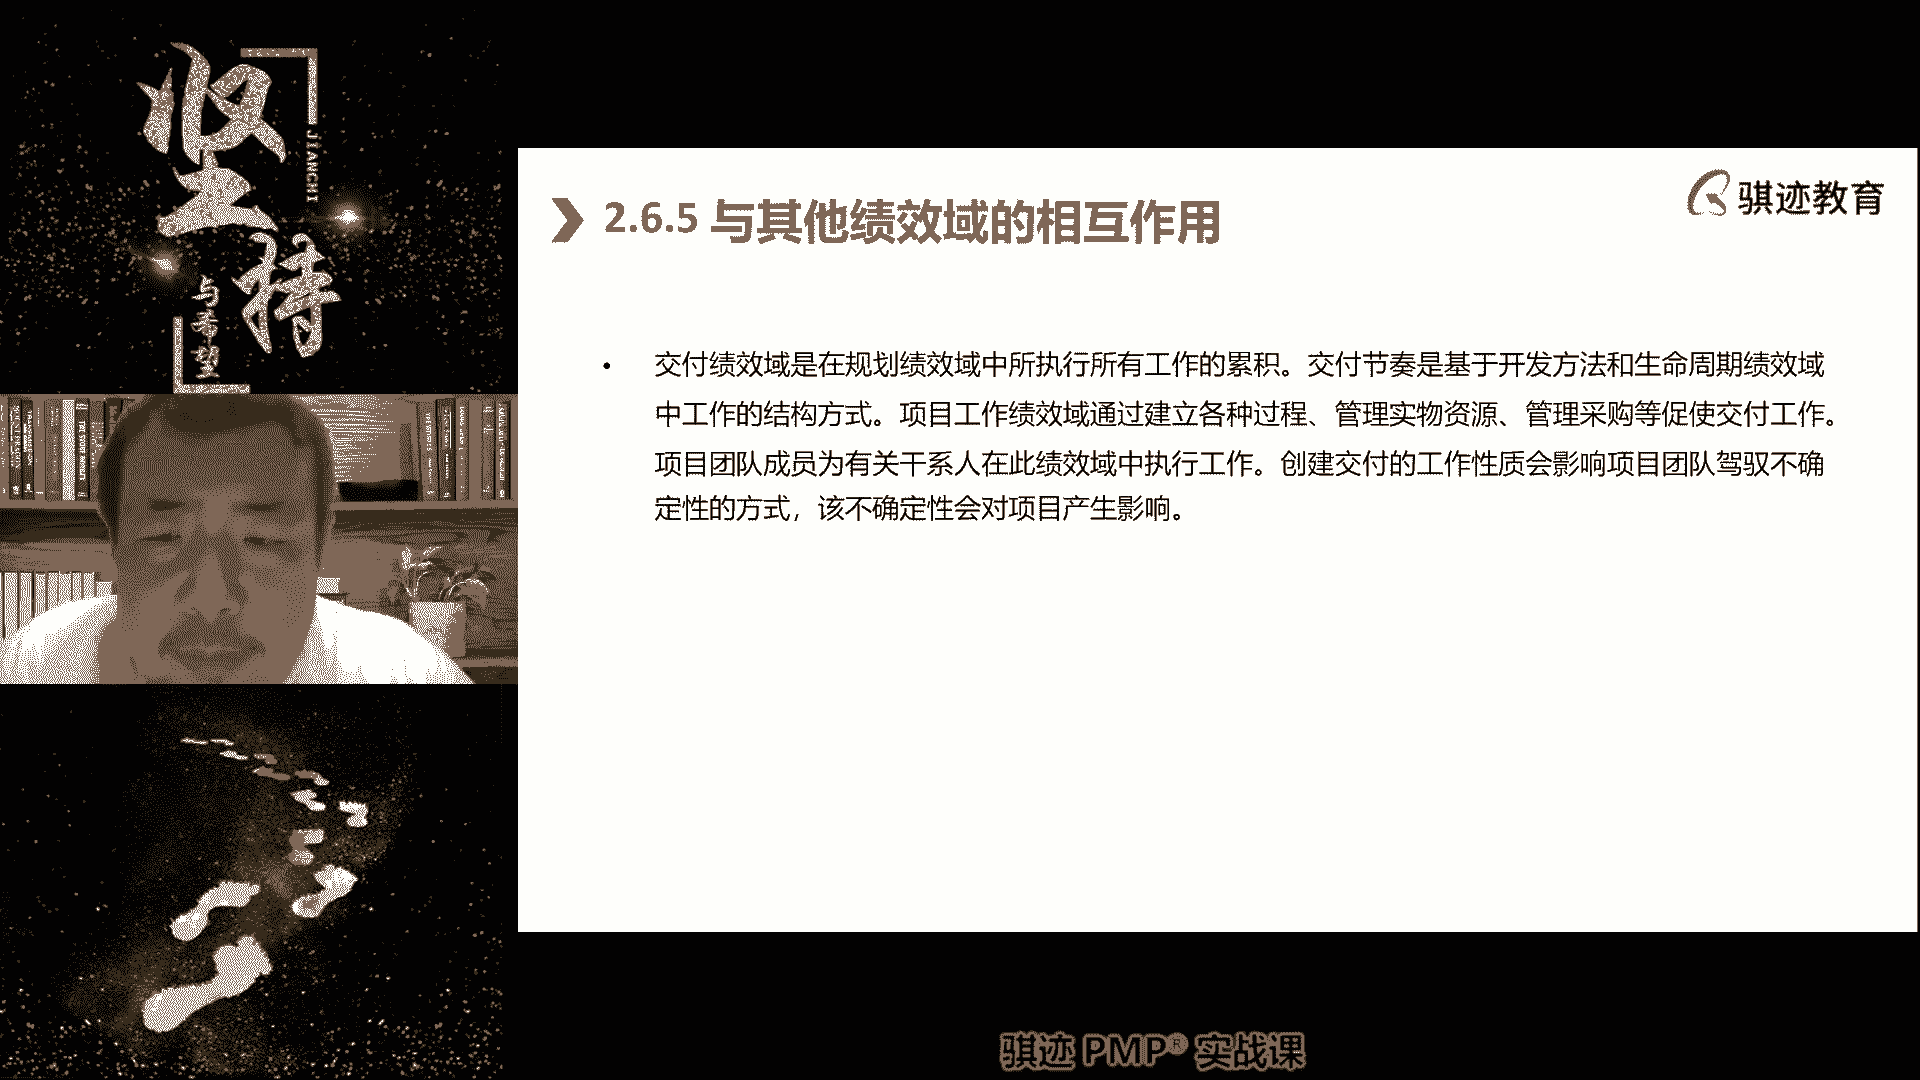 坚持
JIANCHI
与希望
骐迹教育
2.6.5 与其他绩效域的相互作用
• 交付绩效域是在规划绩效域中所执行所有工作的累积。交付节奏是基于开发方法和生命周期绩效域
中工作的结构方式。项目工作绩效域通过建立各种过程、管理实物资源、管理采购等促使交付工作。
项目团队成员为有关干系人在此绩效域中执行工作。创建交付的工作性质会影响项目团队驾驭不确
定性的方式，该不确定性会对项目产生影响。
骐迹 PMP® 实战课